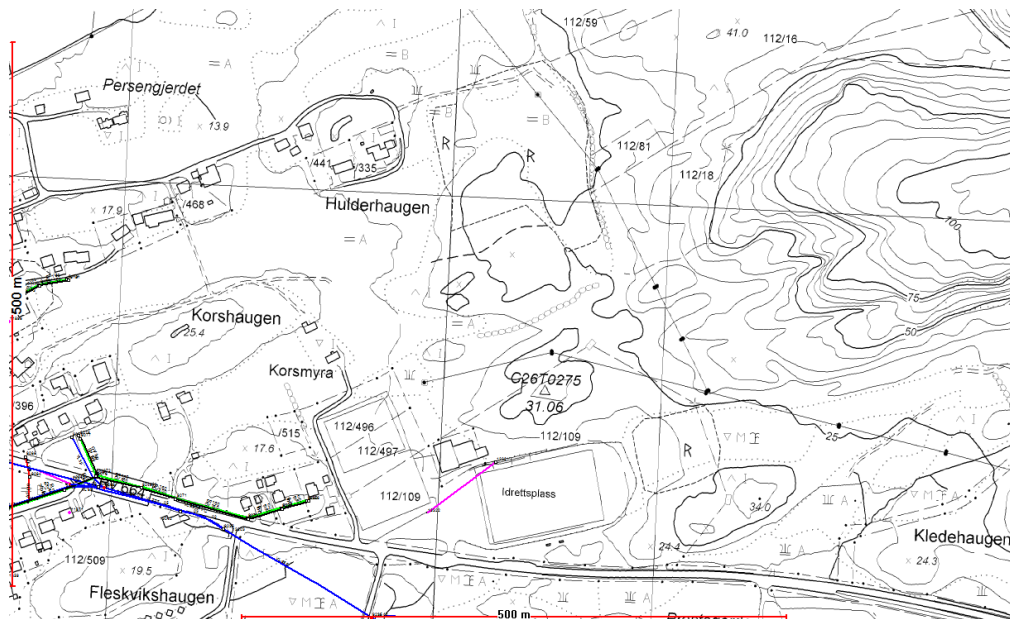 112/59
41.0
112/16
= A
= B
Persengjerdet
13.9
= B
R
R
112/81
/441
/335
112/18
/468
17.9
Hulderhaugen
= A
100
500 m
75
Korshaugen
25.4
= A
50
Korsmyra
C26T0275
31.06
/396
112/496
/515
112/109
17.6
112/497
25
R
112/109
Idrettsplass
34.0
Kledehaugen
24.4
24.3
112/509
19.5
Fleskvikshaugen
500 m